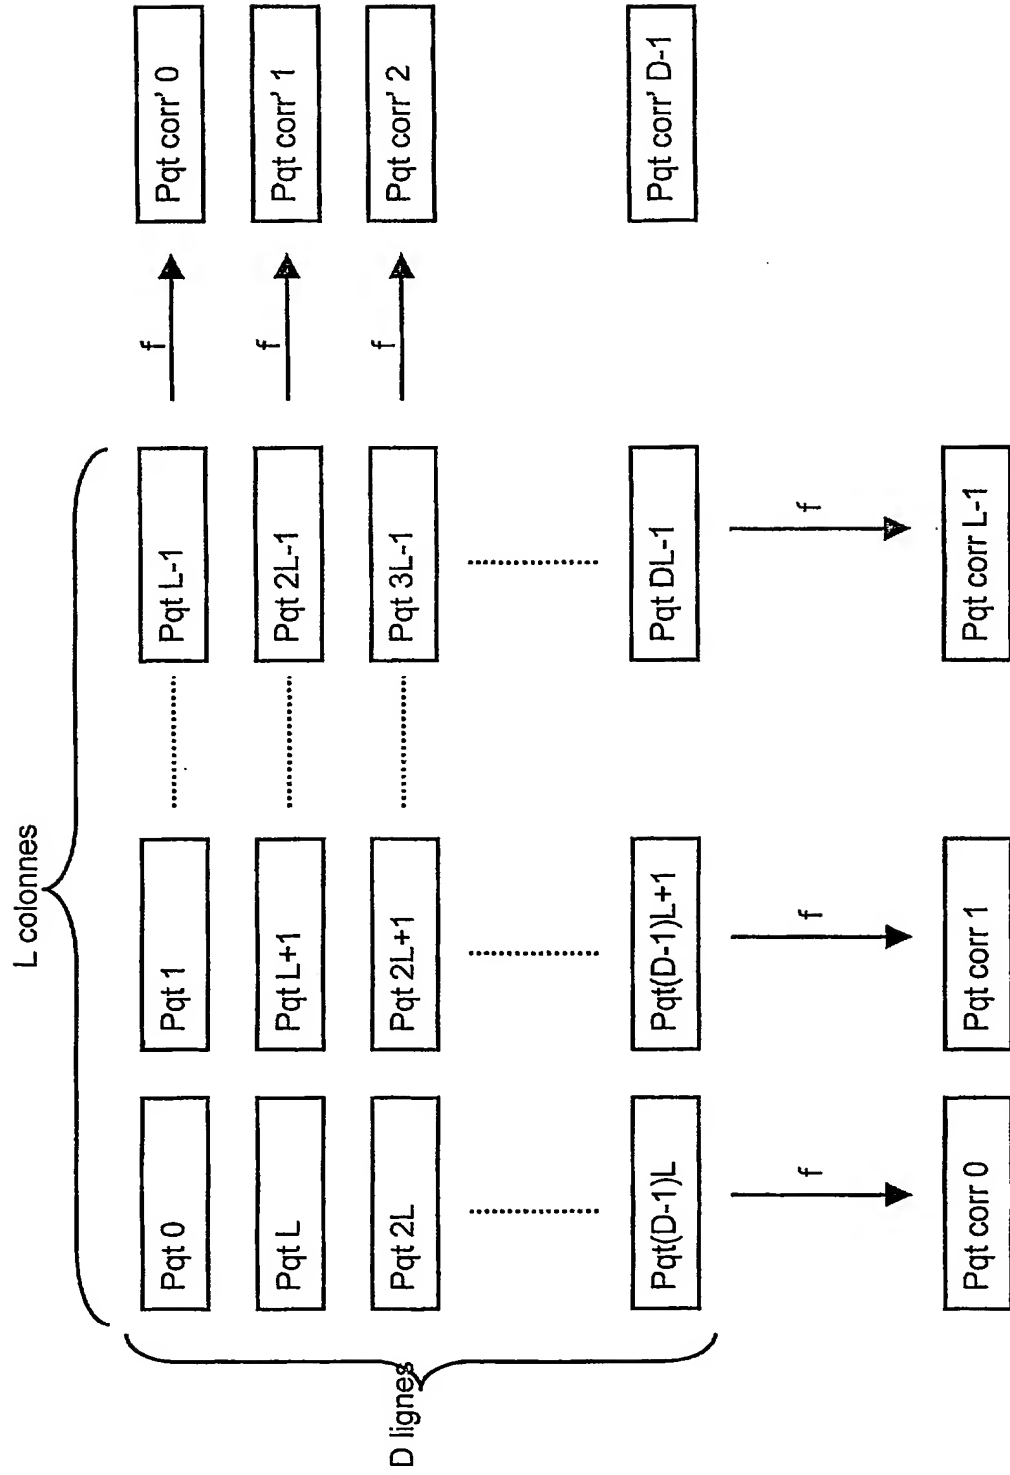 L colonnes
D lignes
Pqt 0
Pqt 1
Pqt L-1
f
Pqt corr' 0
Pqt L
Pqt L+1
Pqt 2L-1
f
Pqt corr' 1
Pqt 2L
Pqt 2L+1
Pqt 3L-1
f
Pqt corr' 2
Pqt(D-1)L
Pqt(D-1)L+1
Pqt DL-1
Pqt corr' D-1
f
f
f
Pqt corr 0
Pqt corr 1
Pqt corr L-1